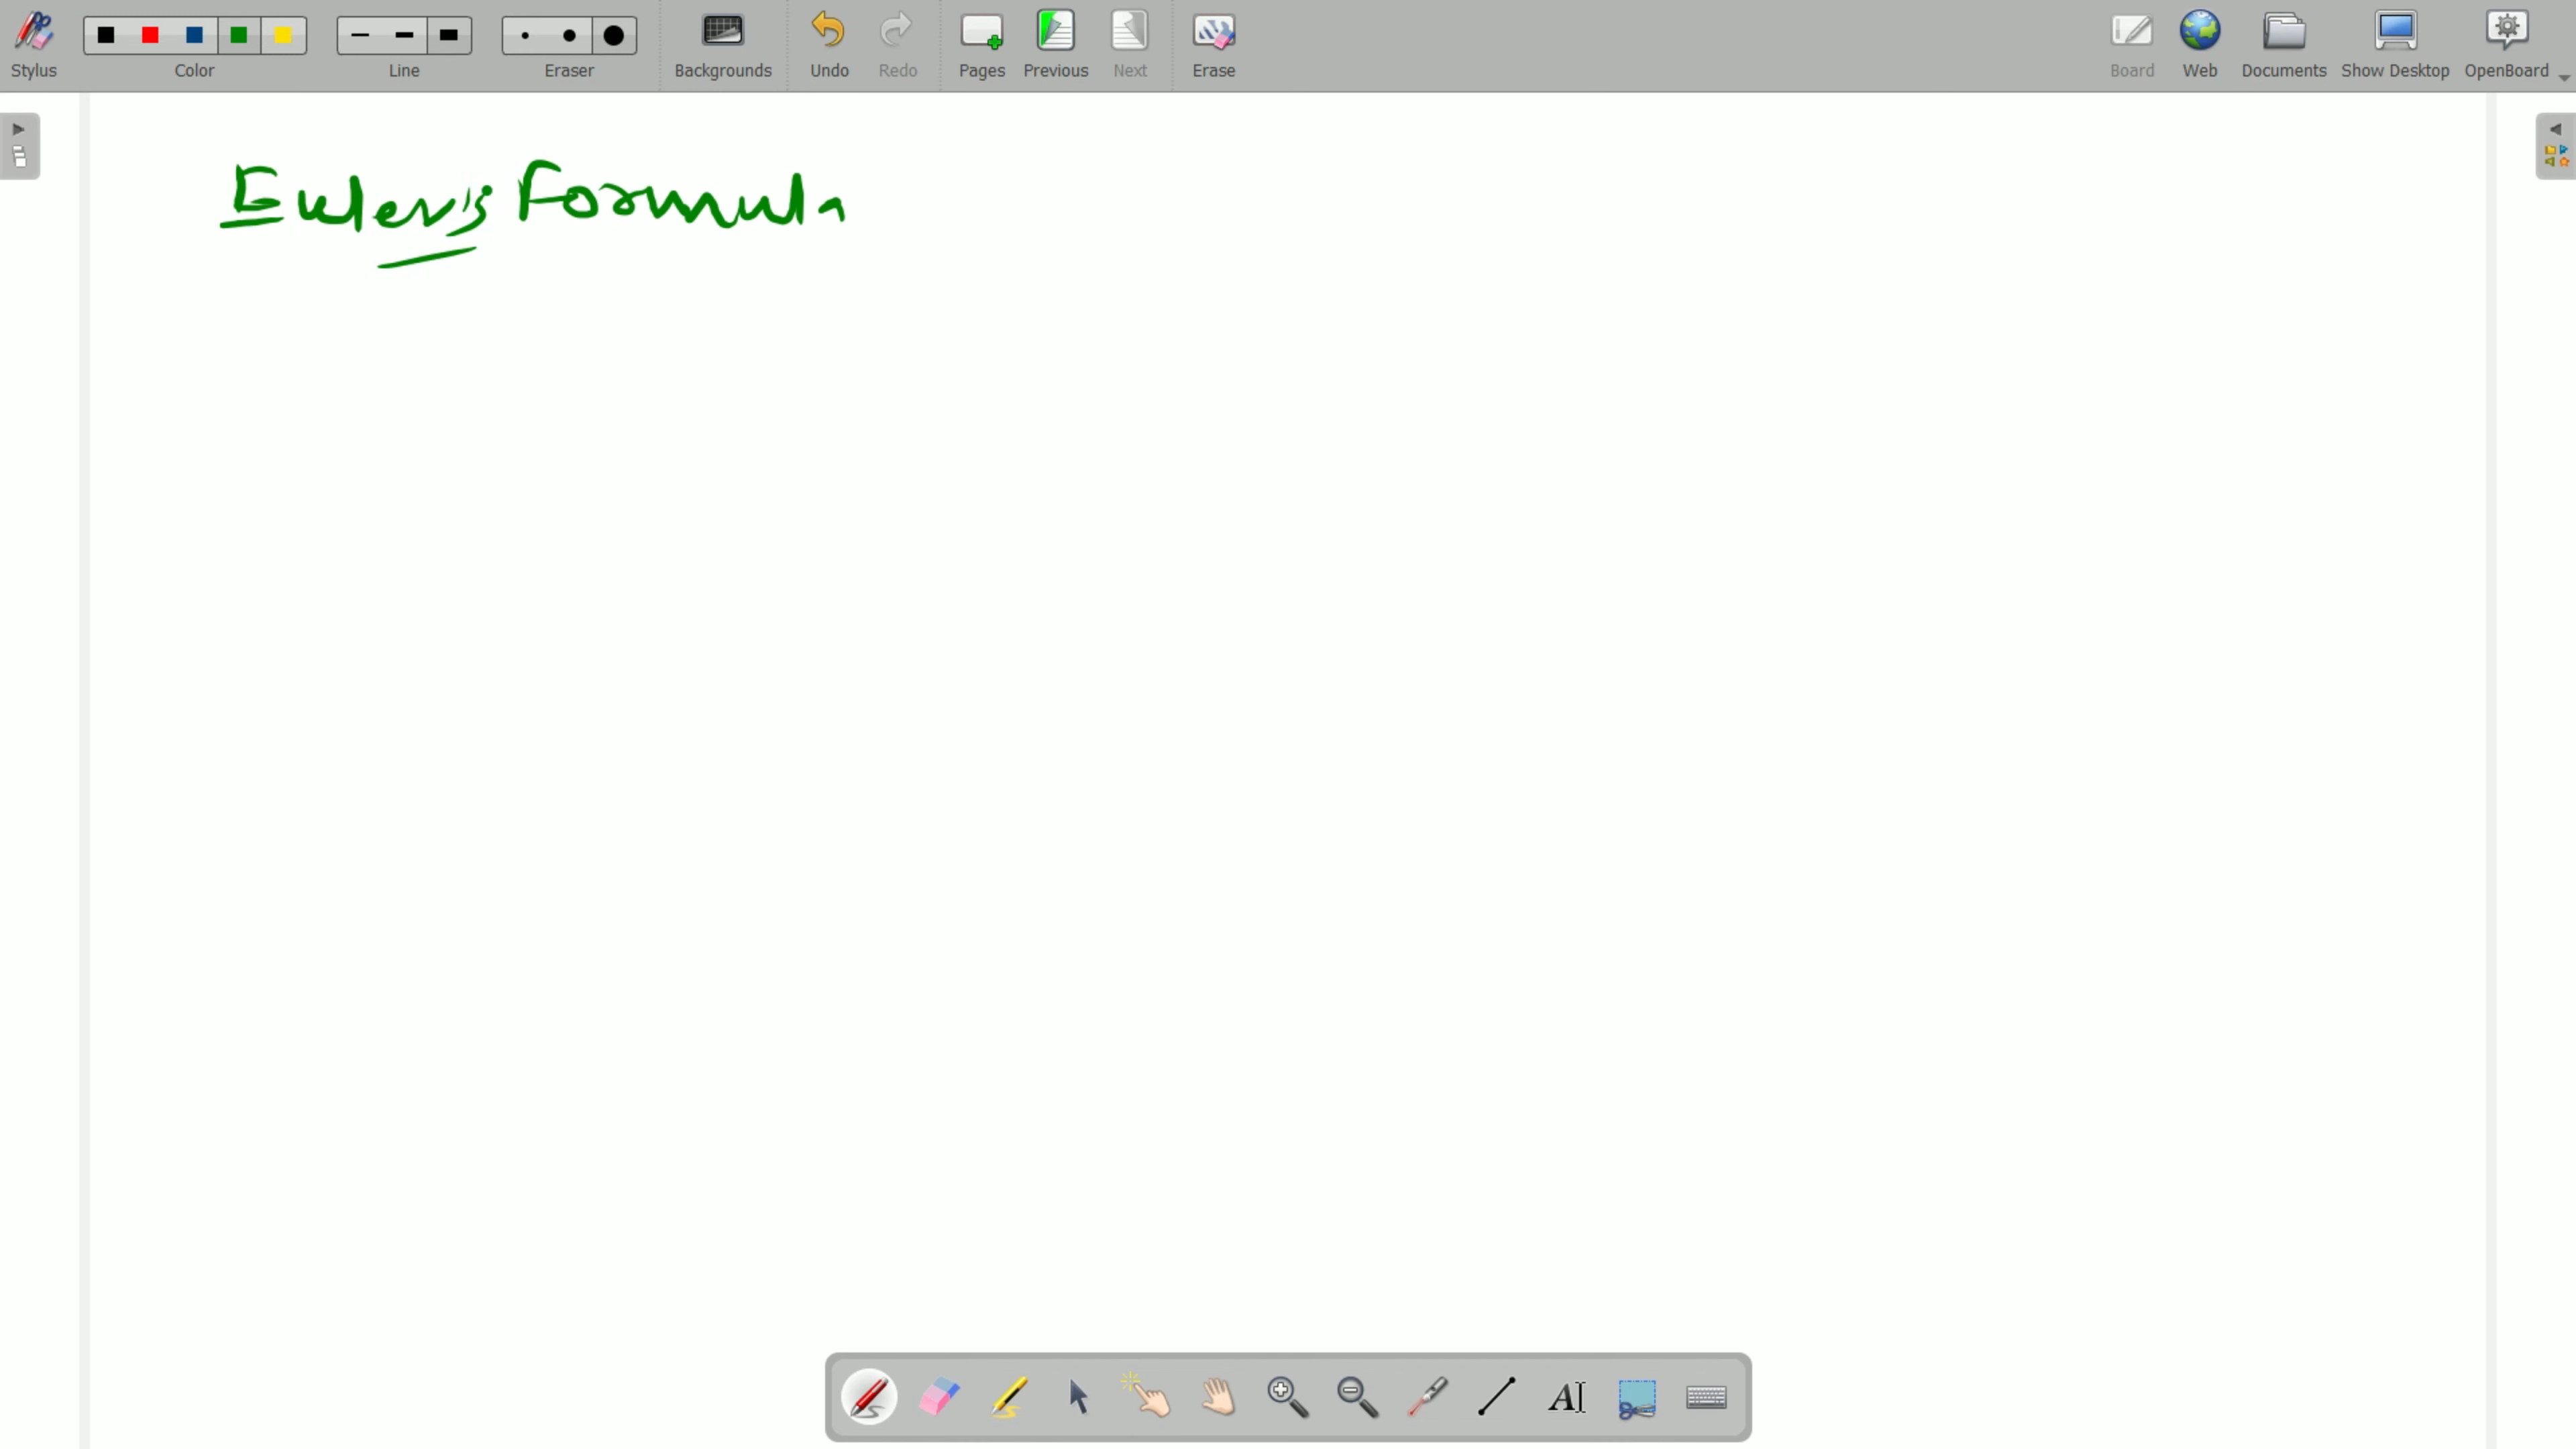 Stylus Color Line Eraser Backgrounds Undo Redo Pages Previous Next Erase Board Web Documents Show Desktop OpenBoard
Euler's Formula
AI